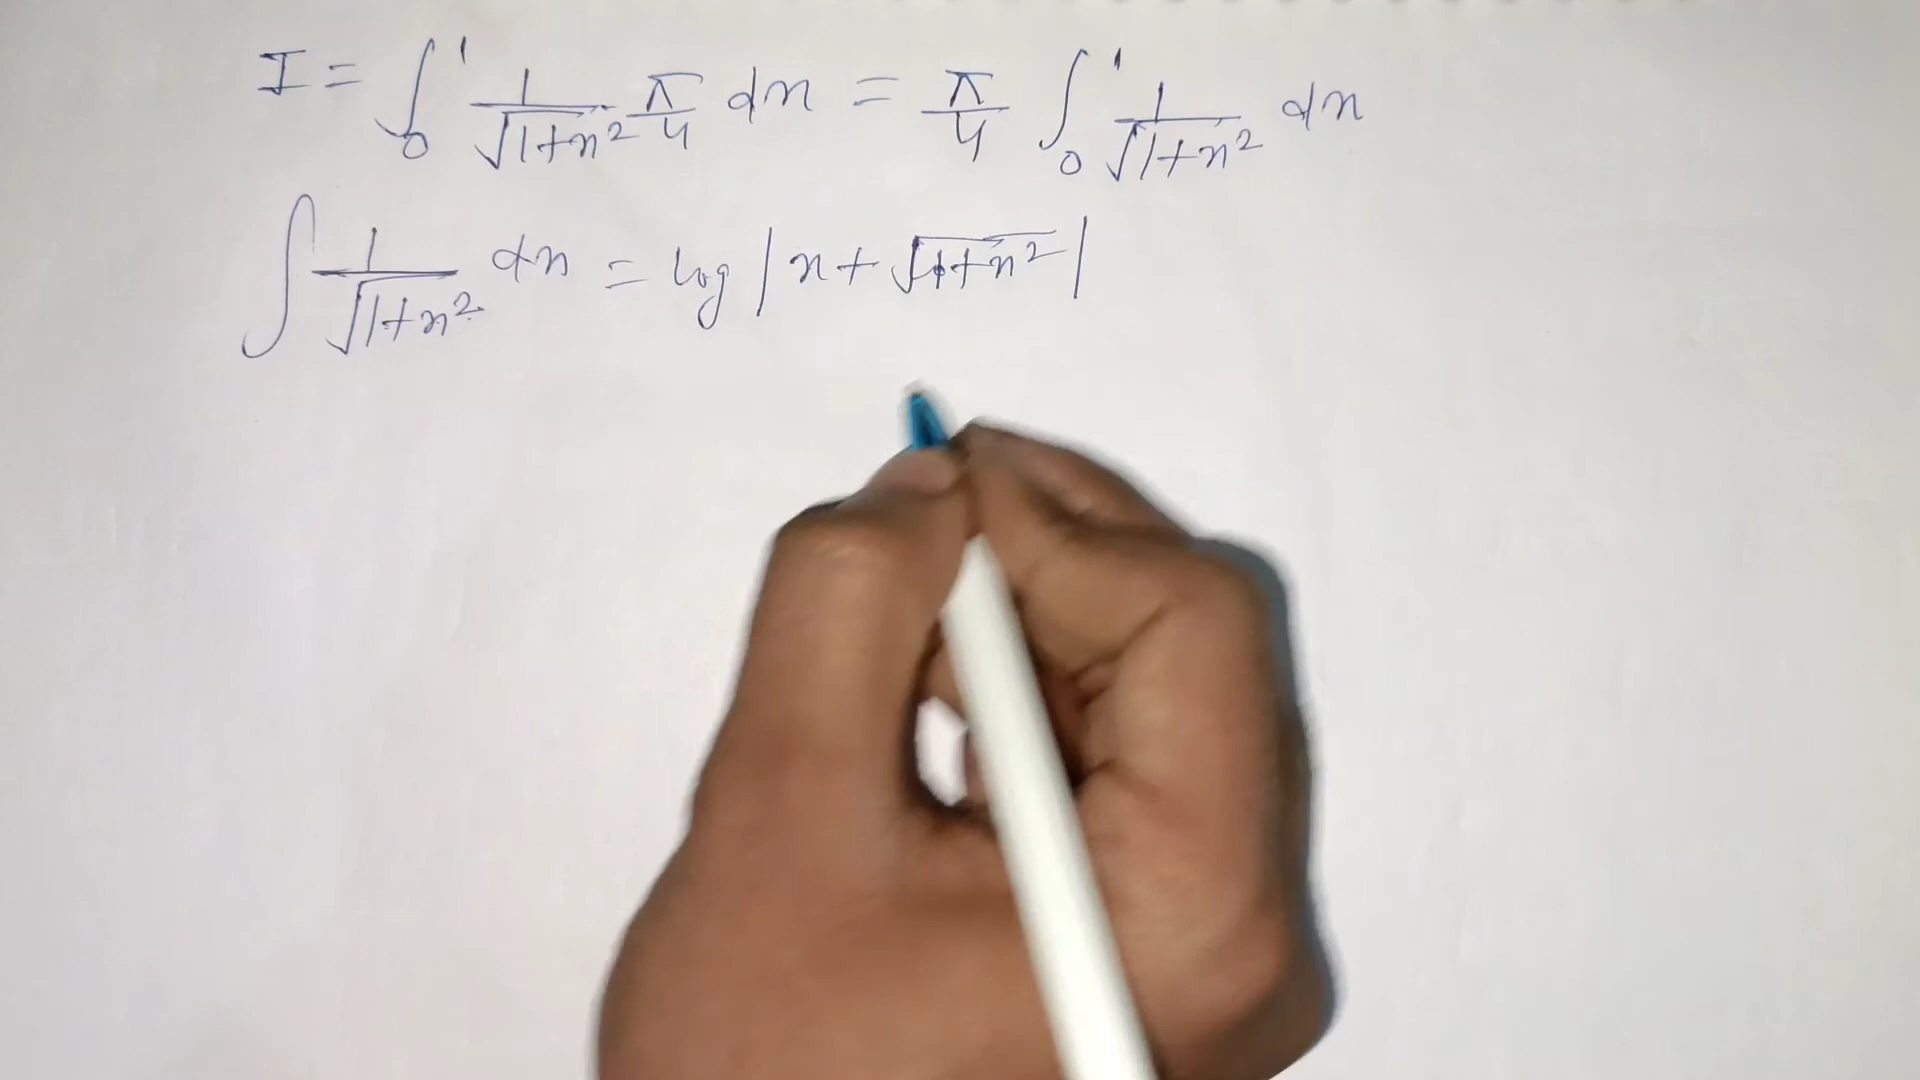 I = ∫₀¹ 1/√(1+x²) π/4 dx = π/4 ∫₀¹ 1/√(1+x²) dx
∫ 1/√(1+x²) dx = log |x + √(1+x²)|